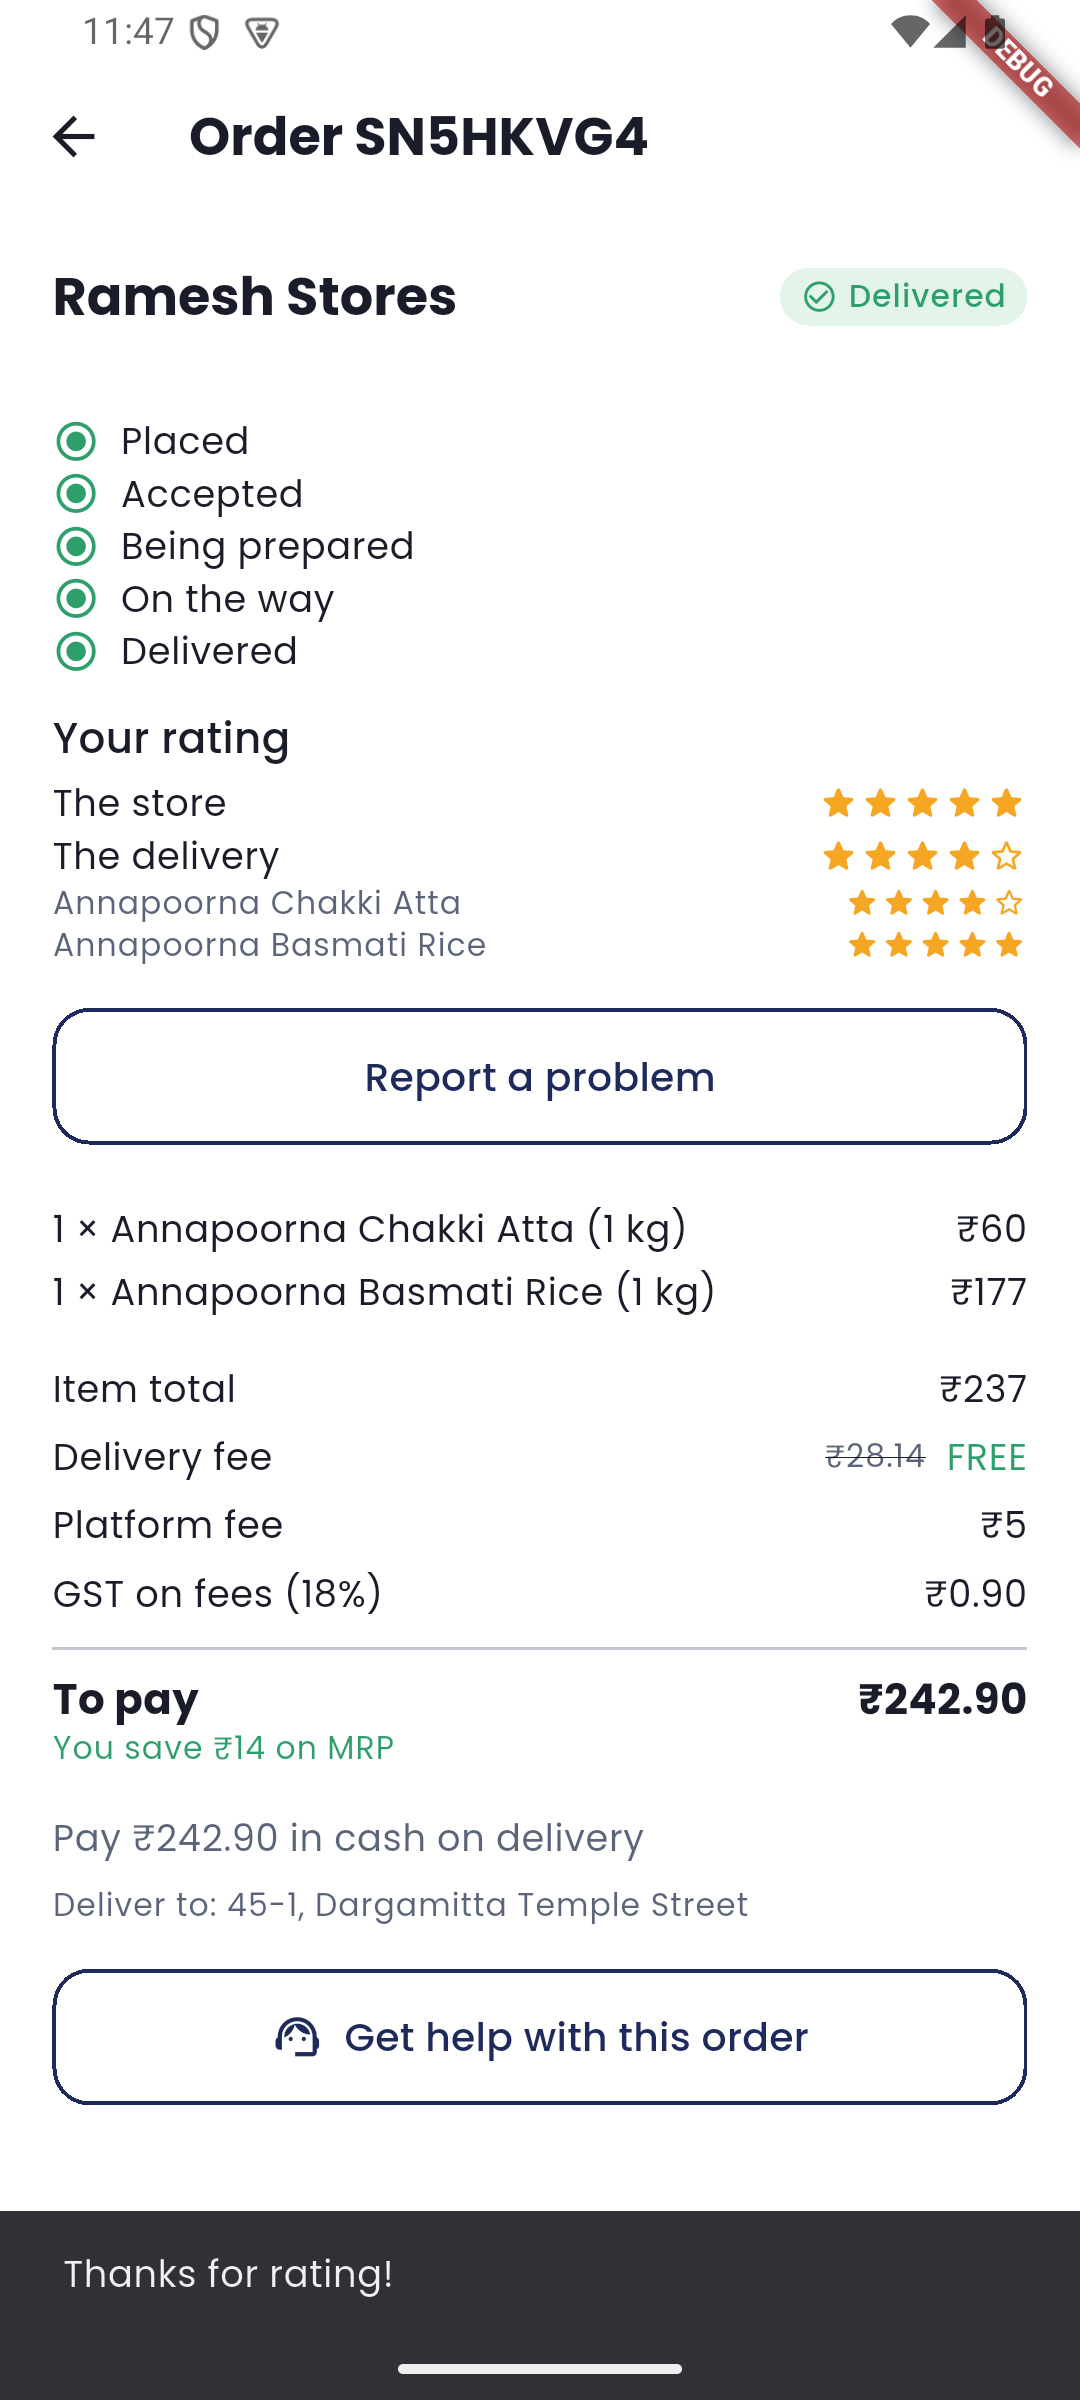 11:47
DEBUG
Order SN5HKVG4
Ramesh Stores
Delivered
Placed
Accepted
Being prepared
On the way
Delivered
Your rating
The store
The delivery
Annapoorna Chakki Atta
Annapoorna Basmati Rice
Report a problem
1 × Annapoorna Chakki Atta (1 kg) ₹60
1 × Annapoorna Basmati Rice (1 kg) ₹177
Item total ₹237
Delivery fee ₹28.14 FREE
Platform fee ₹5
GST on fees (18%) ₹0.90
To pay ₹242.90
You save ₹14 on MRP
Pay ₹242.90 in cash on delivery
Deliver to: 45-1, Dargamitta Temple Street
Get help with this order
Thanks for rating!